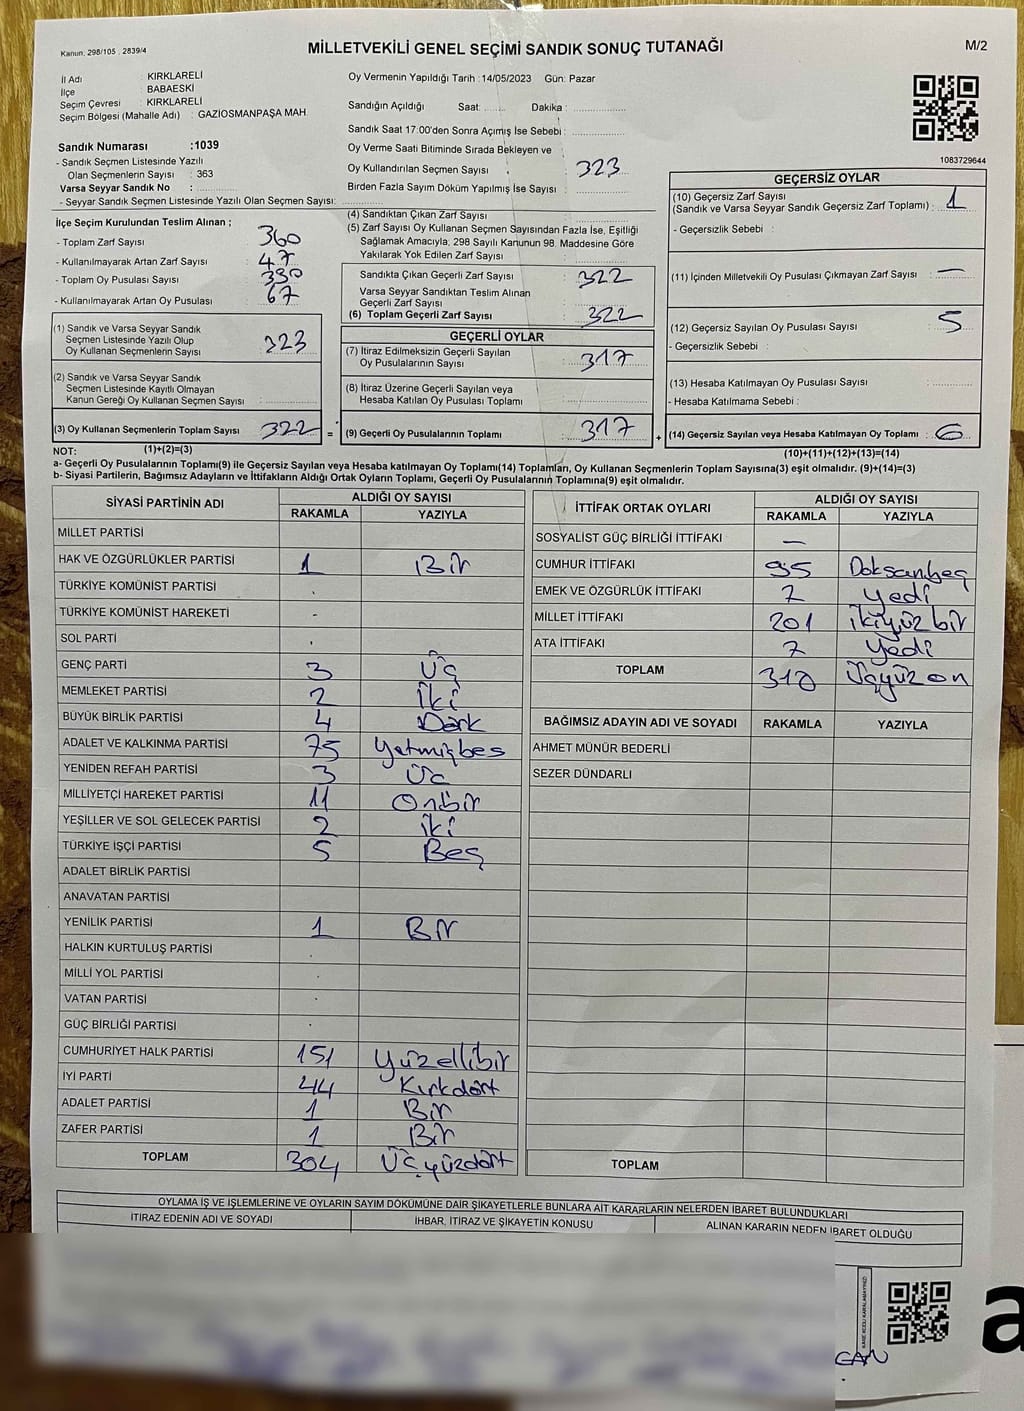 Kanun: 298/105 , 2839/4
MİLLETVEKİLİ GENEL SEÇİMİ SANDIK SONUÇ TUTANAĞI
M/2
İl Adı : KIRKLARELİ
İlçe : BABAESKİ
Seçim Çevresi : KIRKLARELİ
Seçim Bölgesi (Mahalle Adı) : GAZİOSMANPAŞA MAH.
Sandık Numarası :1039
- Sandık Seçmen Listesinde Yazılı
Olan Seçmenlerin Sayısı : 363
Varsa Seyyar Sandık No :
- Seyyar Sandık Seçmen Listesinde Yazılı Olan Seçmen Sayısı:
Oy Vermenin Yapıldığı Tarih :14/05/2023 Gün: Pazar
Sandığın Açıldığı Saat: Dakika :
Sandık Saat 17:00'den Sonra Açımış İse Sebebi :
Oy Verme Saati Bitiminde Sırada Bekleyen ve
Oy Kullandırılan Seçmen Sayısı 323
Birden Fazla Sayım Döküm Yapılmış İse Sayısı :
1083729644
İlçe Seçim Kurulundan Teslim Alınan ;
- Toplam Zarf Sayısı 360
- Kullanılmayarak Artan Zarf Sayısı 47
- Toplam Oy Pusulası Sayısı 390
- Kullanılmayarak Artan Oy Pusulası 67
(4) Sandıktan Çıkan Zarf Sayısı
(5) Zarf Sayısı Oy Kullanan Seçmen Sayısından Fazla İse, Eşitliği
Sağlamak Amacıyla; 298 Sayılı Kanunun 98. Maddesine Göre
Yakılarak Yok Edilen Zarf Sayısı
Sandıkta Çıkan Geçerli Zarf Sayısı 322
Varsa Seyyar Sandıktan Teslim Alınan
Geçerli Zarf Sayısı
(6) Toplam Geçerli Zarf Sayısı 322
GEÇERSİZ OYLAR
(10) Geçersiz Zarf Sayısı 1
(Sandık ve Varsa Seyyar Sandık Geçersiz Zarf Toplamı) :
- Geçersizlik Sebebi :
(11) İçinden Milletvekili Oy Pusulası Çıkmayan Zarf Sayısı : —
(12) Geçersiz Sayılan Oy Pusulası Sayısı 5
- Geçersizlik Sebebi :
(13) Hesaba Katılmayan Oy Pusulası Sayısı
- Hesaba Katılmama Sebebi :
(14) Geçersiz Sayılan veya Hesaba Katılmayan Oy Toplamı : 6
(1) Sandık ve Varsa Seyyar Sandık
Seçmen Listesinde Yazılı Olup
Oy Kullanan Seçmenlerin Sayısı 323
(2) Sandık ve Varsa Seyyar Sandık
Seçmen Listesinde Kayıtlı Olmayan
Kanun Gereği Oy Kullanan Seçmen Sayısı
(3) Oy Kullanan Seçmenlerin Toplam Sayısı 322 =
GEÇERLİ OYLAR
(7) İtiraz Edilmeksizin Geçerli Sayılan
Oy Pusulalarının Sayısı 317
(8) İtiraz Üzerine Geçerli Sayılan veya
Hesaba Katılan Oy Pusulası Toplamı
(9) Geçerli Oy Pusulalarının Toplamı : 317 +
NOT: (1)+(2)=(3)
(10)+(11)+(12)+(13)=(14)
a- Geçerli Oy Pusulalarının Toplamı(9) ile Geçersiz Sayılan veya Hesaba katılmayan Oy Toplamı(14) Toplamları, Oy Kullanan Seçmenlerin Toplam Sayısına(3) eşit olmalıdır. (9)+(14)=(3)
b- Siyasi Partilerin, Bağımsız Adayların ve İttifakların Aldığı Ortak Oyların Toplamı, Geçerli Oy Pusulalarının Toplamına(9) eşit olmalıdır.
SİYASİ PARTİNİN ADI ALDIĞI OY SAYISI
RAKAMLA YAZIYLA
MİLLET PARTİSİ
HAK VE ÖZGÜRLÜKLER PARTİSİ 1 Bir
TÜRKİYE KOMÜNİST PARTİSİ
TÜRKİYE KOMÜNİST HAREKETİ
SOL PARTİ
GENÇ PARTİ 3 Üç
MEMLEKET PARTİSİ 2 İki
BÜYÜK BİRLİK PARTİSİ 4 Dört
ADALET VE KALKINMA PARTİSİ 75 Yetmişbeş
YENİDEN REFAH PARTİSİ 3 Üç
MİLLİYETÇİ HAREKET PARTİSİ 11 Onbir
YEŞİLLER VE SOL GELECEK PARTİSİ 2 iki
TÜRKİYE İŞÇİ PARTİSİ 5 Beş
ADALET BİRLİK PARTİSİ
ANAVATAN PARTİSİ
YENİLİK PARTİSİ 1 Bir
HALKIN KURTULUŞ PARTİSİ
MİLLİ YOL PARTİSİ
VATAN PARTİSİ
GÜÇ BİRLİĞİ PARTİSİ
CUMHURİYET HALK PARTİSİ 151 Yüzellibir
İYİ PARTİ 44 Kırkdört
ADALET PARTİSİ 1 Bir
ZAFER PARTİSİ 1 Bir
TOPLAM 304 Üçyüzdört
İTTİFAK ORTAK OYLARI ALDIĞI OY SAYISI
RAKAMLA YAZIYLA
SOSYALİST GÜÇ BİRLİĞİ İTTİFAKI —
CUMHUR İTTİFAKI 95 Doksanbeş
EMEK VE ÖZGÜRLÜK İTTİFAKI 7 Yedi
MİLLET İTTİFAKI 201 ikiyüzbir
ATA İTTİFAKI 7 Yedi
TOPLAM 310 Üçyüzon
BAĞIMSIZ ADAYIN ADI VE SOYADI RAKAMLA YAZIYLA
AHMET MÜNÜR BEDERLİ
SEZER DÜNDARLI
TOPLAM
OYLAMA İŞ VE İŞLEMLERİNE VE OYLARIN SAYIM DÖKÜMÜNE DAİR ŞİKAYETLERLE BUNLARA AİT KARARLARIN NELERDEN İBARET BULUNDUKLARI
İTİRAZ EDENİN ADI VE SOYADI İHBAR, İTİRAZ VE ŞİKAYETİN KONUSU ALINAN KARARIN NEDEN İBARET OLDUĞU
GAN
a